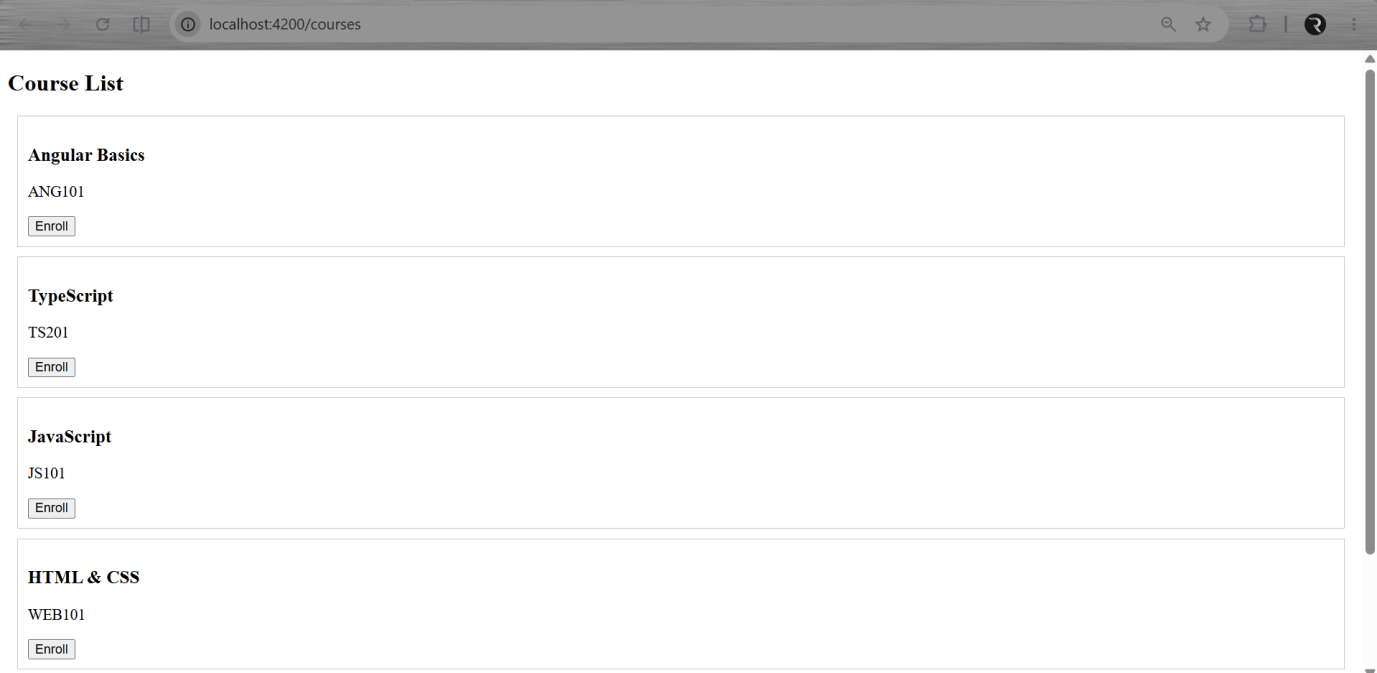 localhost:4200/courses
Course List
Angular Basics
ANG101
Enroll
TypeScript
TS201
Enroll
JavaScript
JS101
Enroll
HTML & CSS
WEB101
Enroll